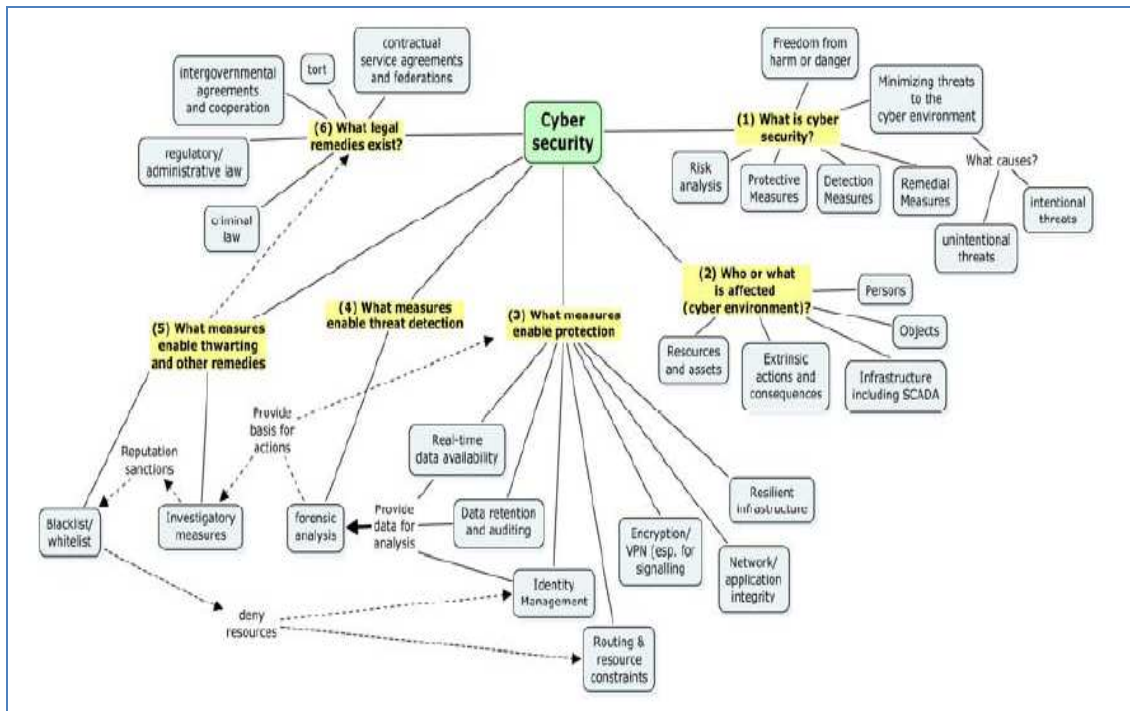 contractual
service agreements
and federations
tort
intergovernmental
agreements
and cooperation
(6) What legal
remedies exist?
regulatory/
administrative law
criminal
law
Cyber
security
Freedom from
harm or danger
Minimizing threats
to the
cyber environment
(1) What is cyber
security?
What causes?
Risk
analysis
Protective
Measures
Detection
Measures
Remedial
Measures
intentional
threats
unintentional
threats
(2) Who or what
is affected
(cyber environment)?
Persons
Objects
Resources
and assets
Extrinsic
actions and
consequences
Infrastructure
including SCADA
(5) What measures
enable thwarting
and other remedies
(4) What measures
enable threat detection
(3) What measures
enable protection
Provide
basis for
actions
Reputation
sanctions
Real-time
data availability
Blacklist/
whitelist
Investigatory
measures
forensic
analysis
Provide
data for
analysis
Data retention
and auditing
Encryption/
VPN (esp. for
signalling
Resilient
infrastructure
Network/
application
integrity
Identity
Management
deny
resources
Routing &
resource
constraints